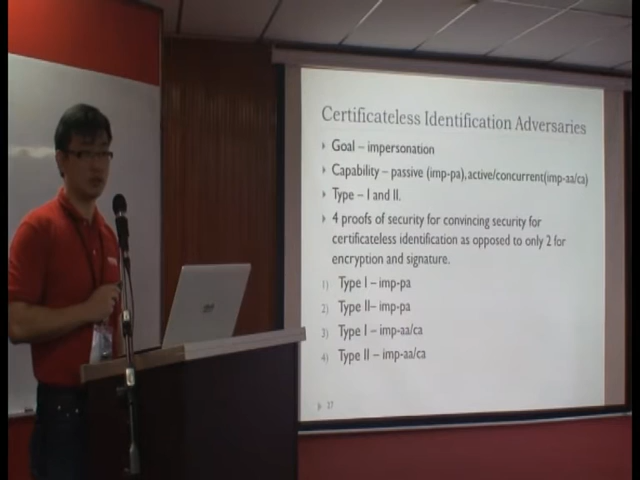 Certificateless Identification Adversaries
Goal – impersonation
Capability – passive (imp-pa),active/concurrent(imp-aa/ca)
Type – I and II.
4 proofs of security for convincing security for
certificateless identification as opposed to only 2 for
encryption and signature.
1) Type I – imp-pa
2) Type II– imp-pa
3) Type I – imp-aa/ca
4) Type II – imp-aa/ca
27